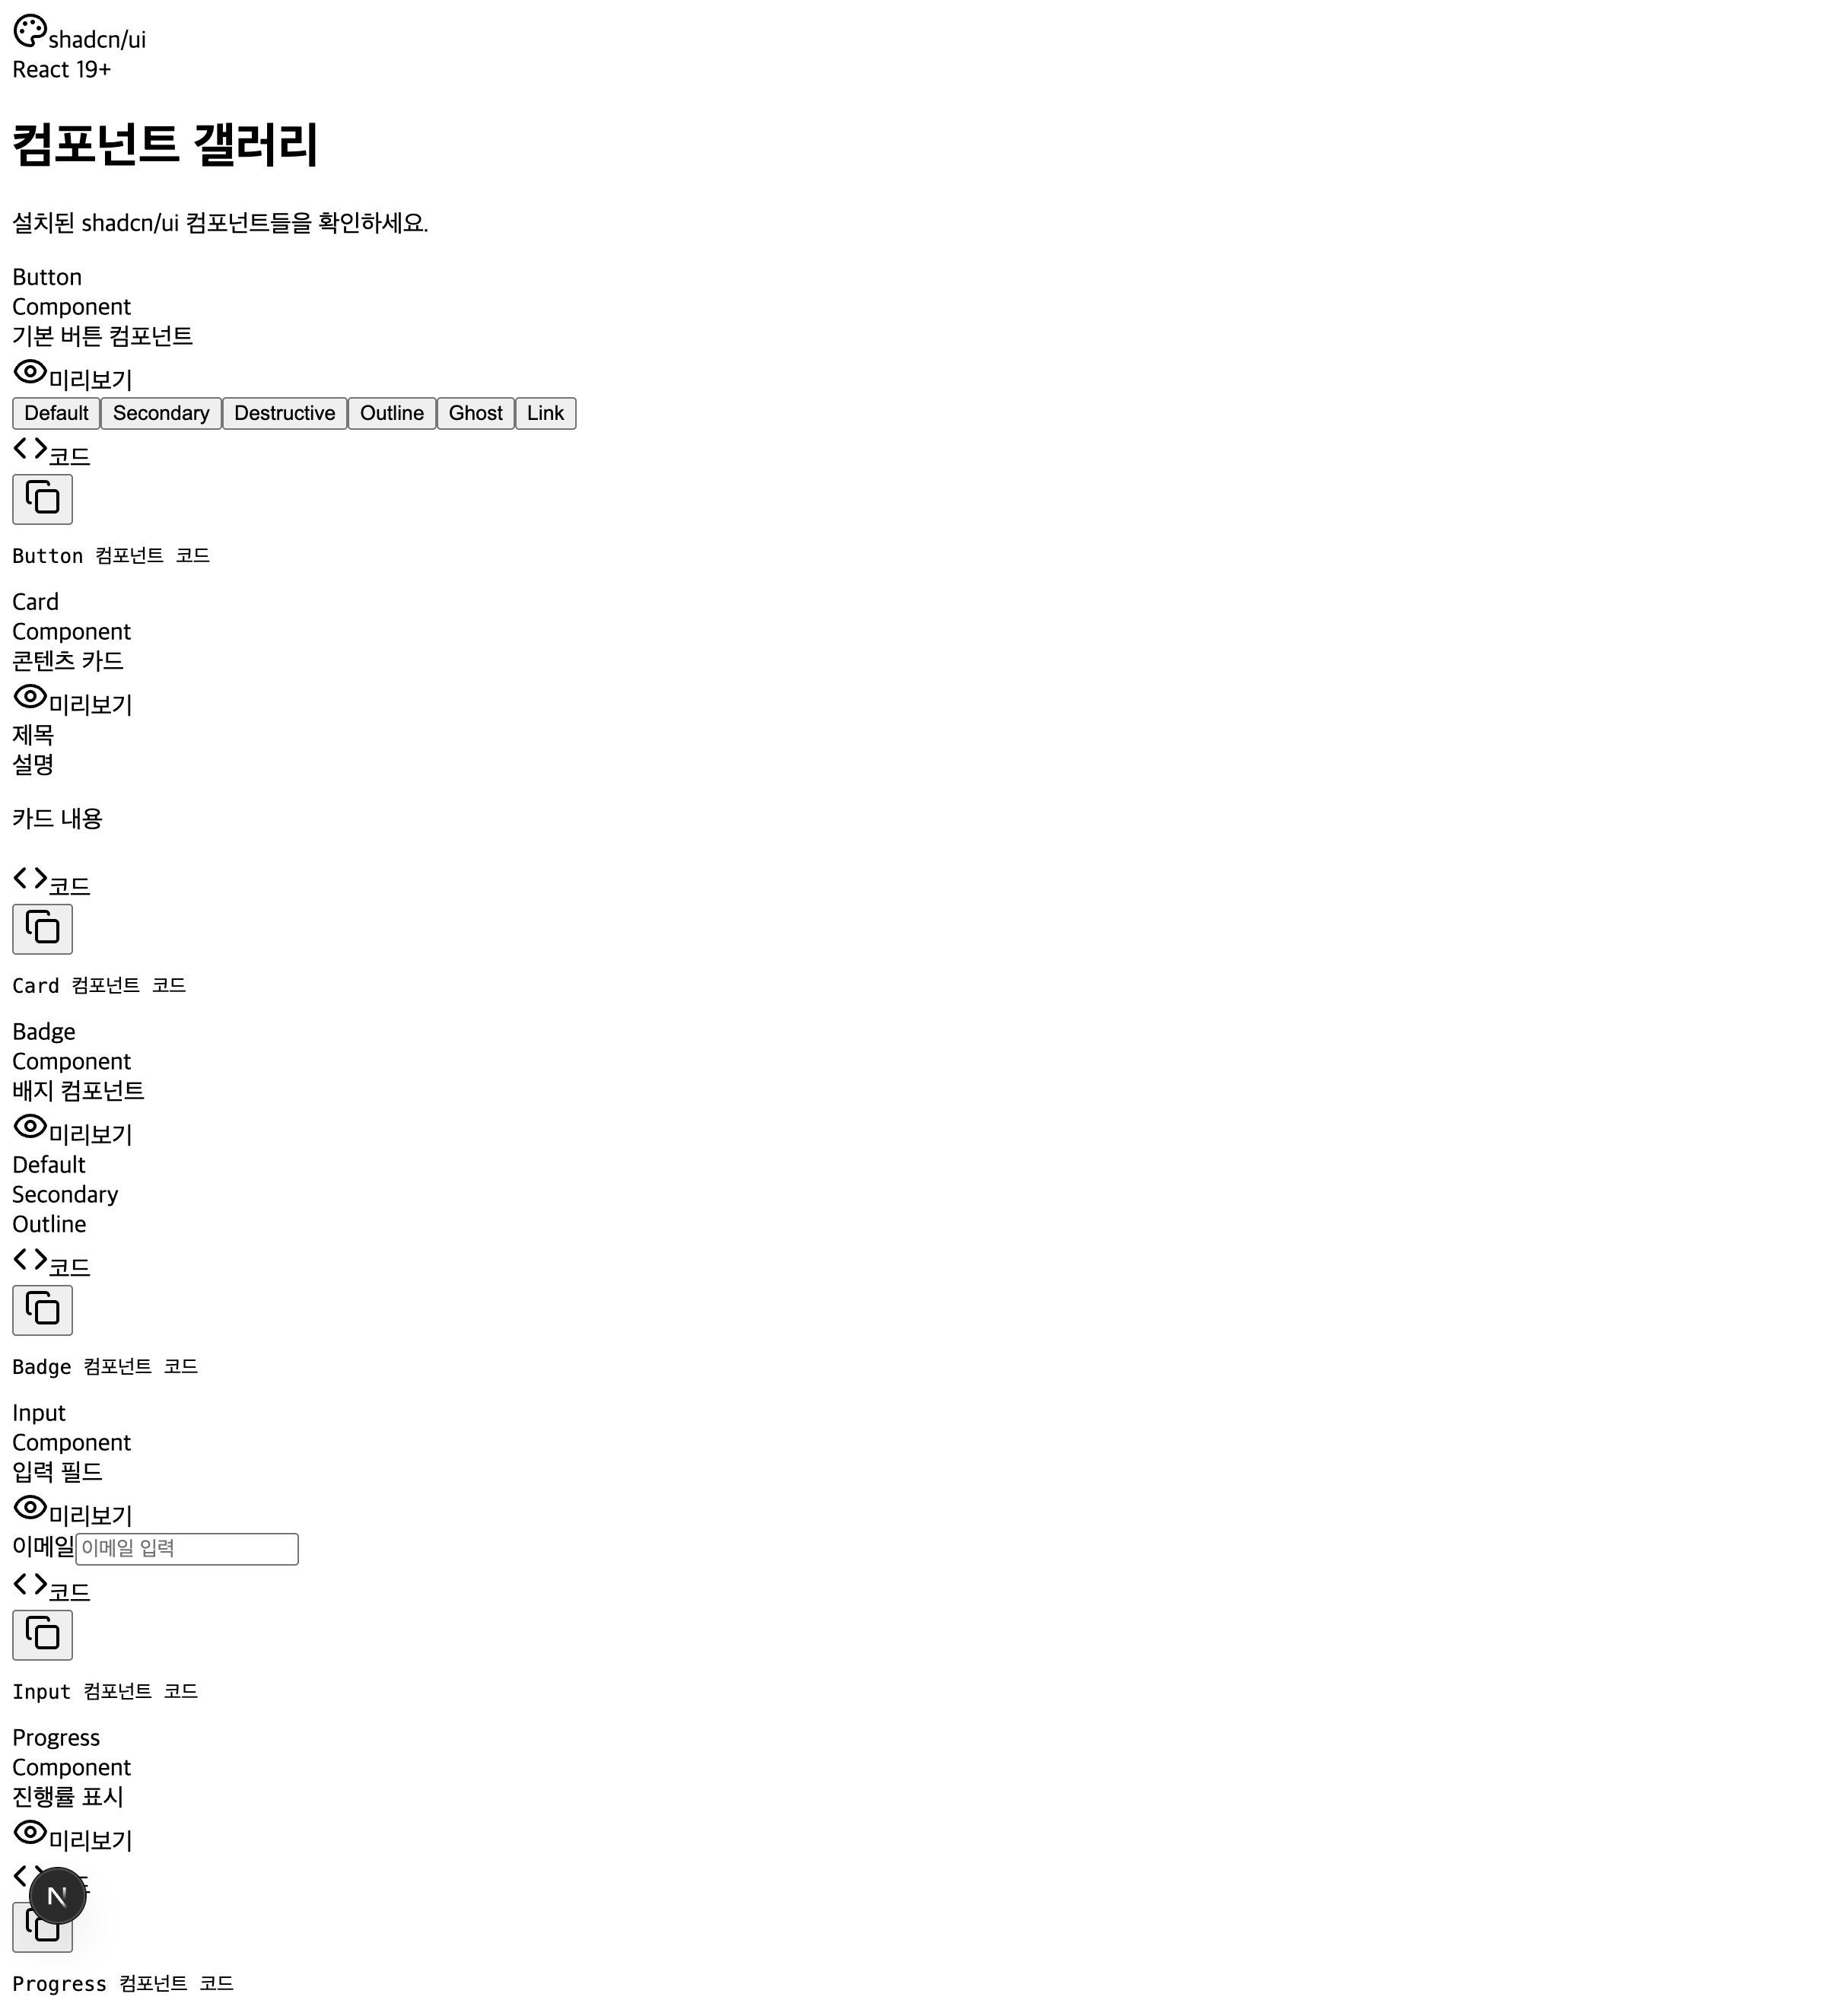 shadcn/ui
React 19+
컴포넌트 갤러리
설치된 shadcn/ui 컴포넌트들을 확인하세요.
Button
Component
기본 버튼 컴포넌트
미리보기
Default Secondary Destructive Outline Ghost Link
코드
Button 컴포넌트 코드
Card
Component
콘텐츠 카드
미리보기
제목
설명
카드 내용
코드
Card 컴포넌트 코드
Badge
Component
배지 컴포넌트
미리보기
Default
Secondary
Outline
코드
Badge 컴포넌트 코드
Input
Component
입력 필드
미리보기
이메일 이메일 입력
코드
Input 컴포넌트 코드
Progress
Component
진행률 표시
미리보기
N
Progress 컴포넌트 코드